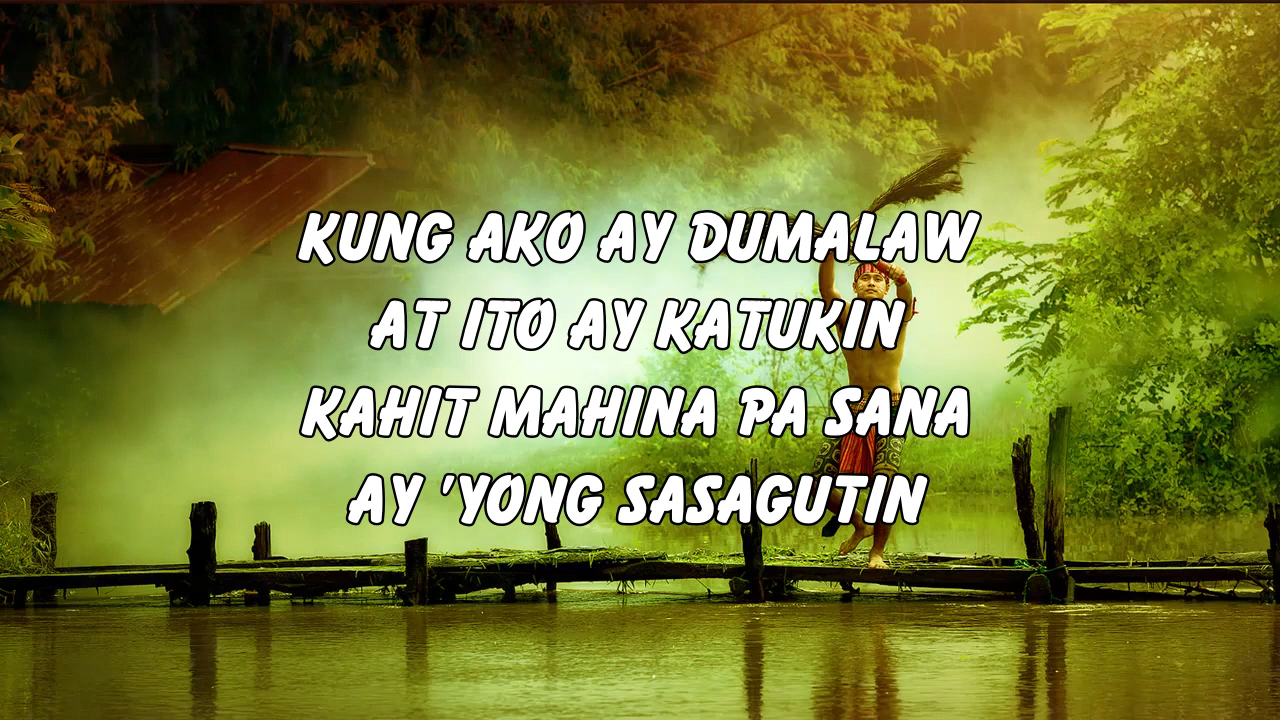 KUNG AKO AY DUMALAW
AT ITO AY KATUKIN
KAHIT MAHINA PA SANA
AY 'YONG SASAGUTIN